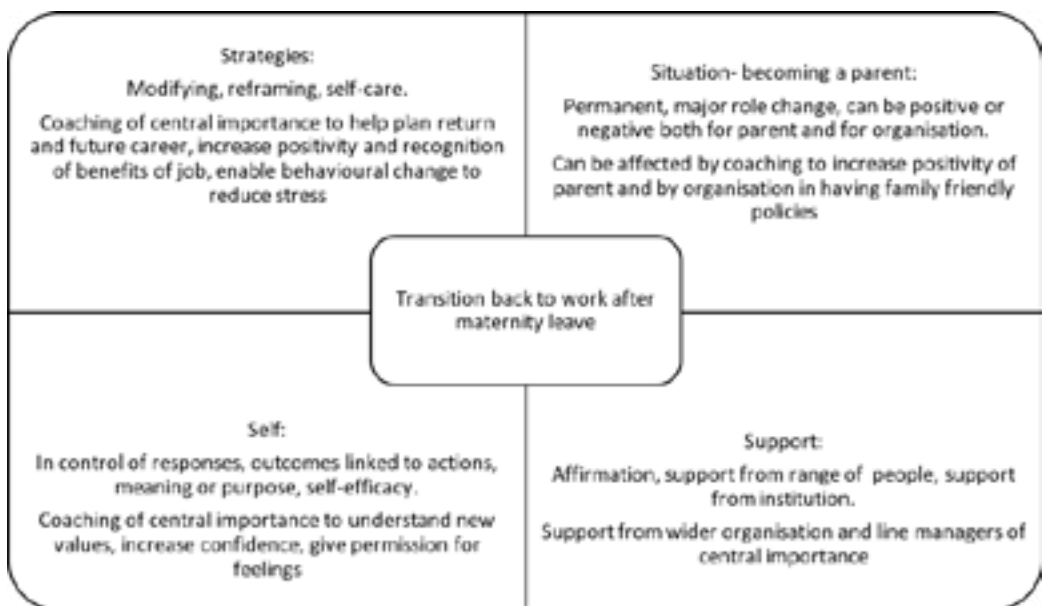 Strategies:
Modifying, reframing, self-care.
Coaching of central importance to help plan return
and future career, increase positivity and recognition
of benefits of job, enable behavioural change to
reduce stress
Situation- becoming a parent:
Permanent, major role change, can be positive or
negative both for parent and for organisation.
Can be affected by coaching to increase positivity of
parent and by organisation in having family friendly
policies
Transition back to work after
maternity leave
Self:
In control of responses, outcomes linked to actions,
meaning or purpose, self-efficacy.
Coaching of central importance to understand new
values, increase confidence, give permission for
feelings
Support:
Affirmation, support from range of people, support
from institution.
Support from wider organisation and line managers of
central importance